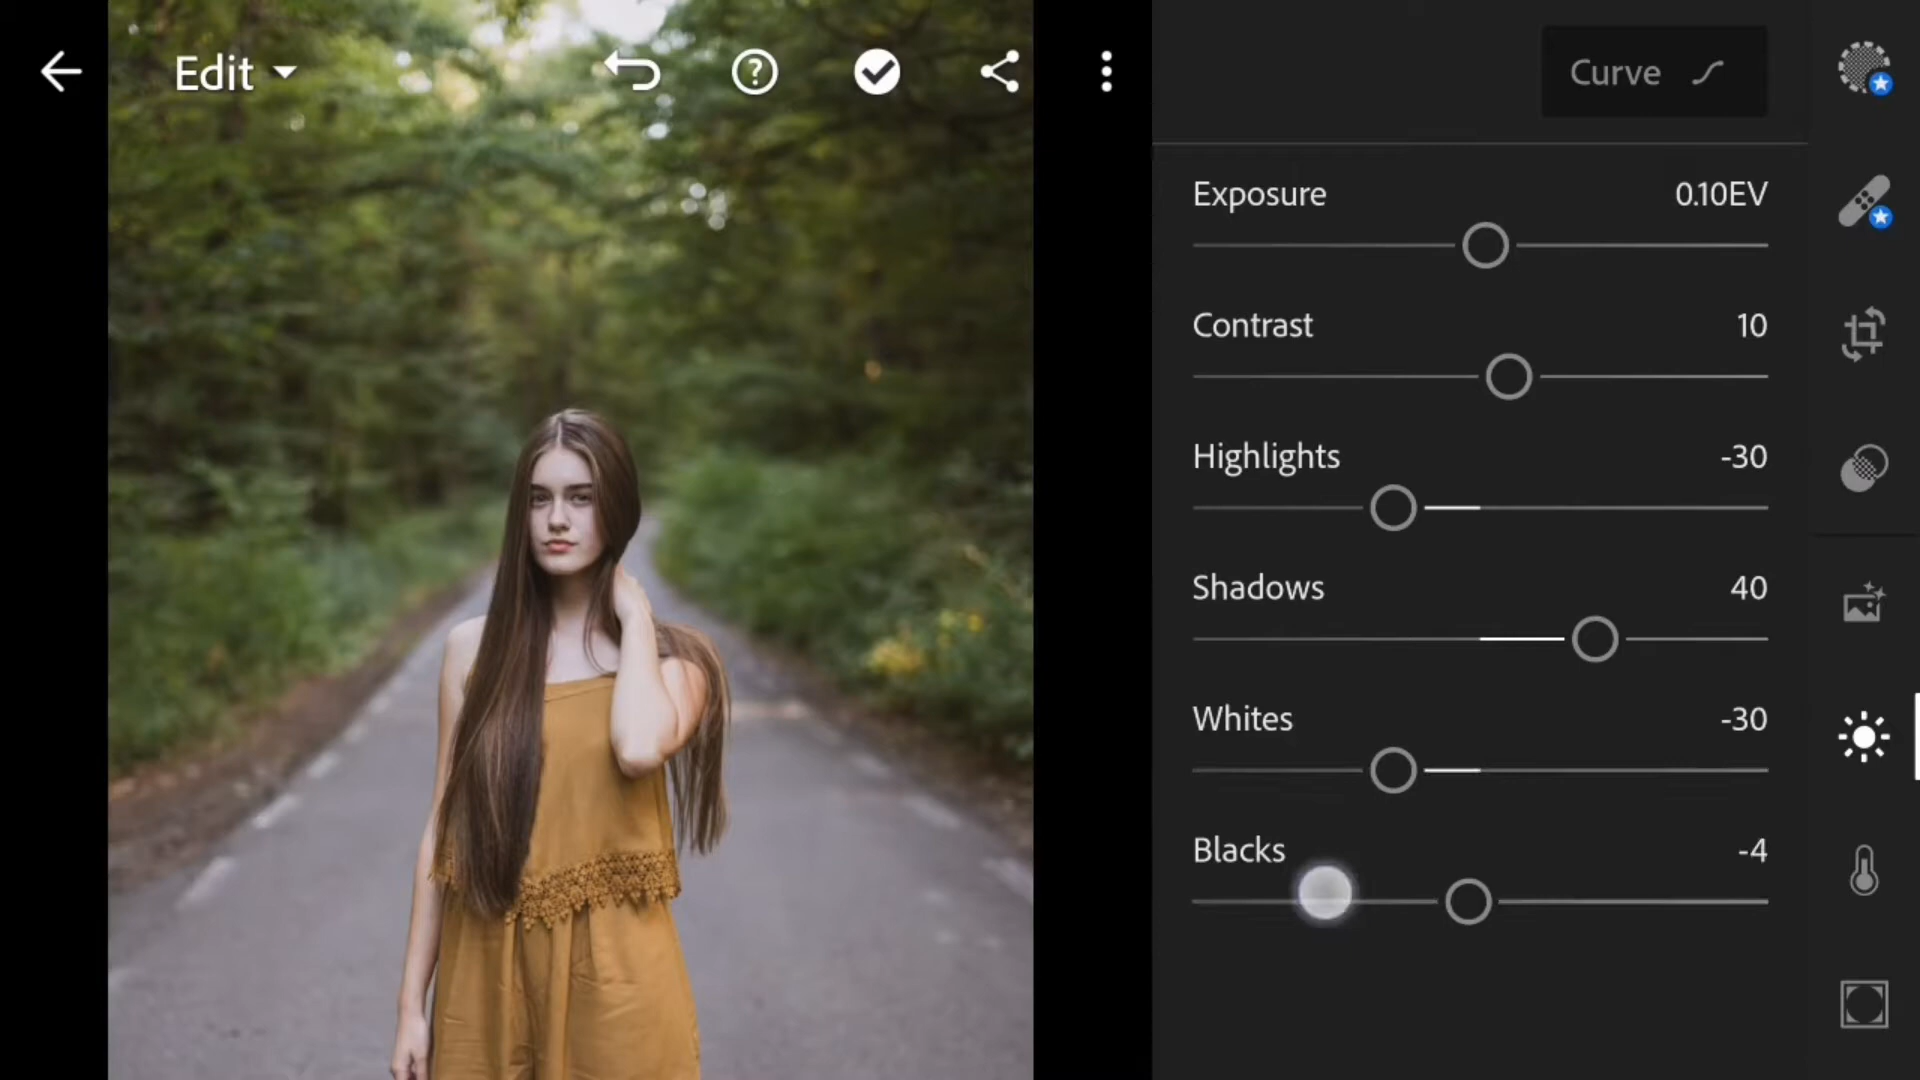 Edit
Curve
Exposure 0.10EV
Contrast 10
Highlights -30
Shadows 40
Whites -30
Blacks -4